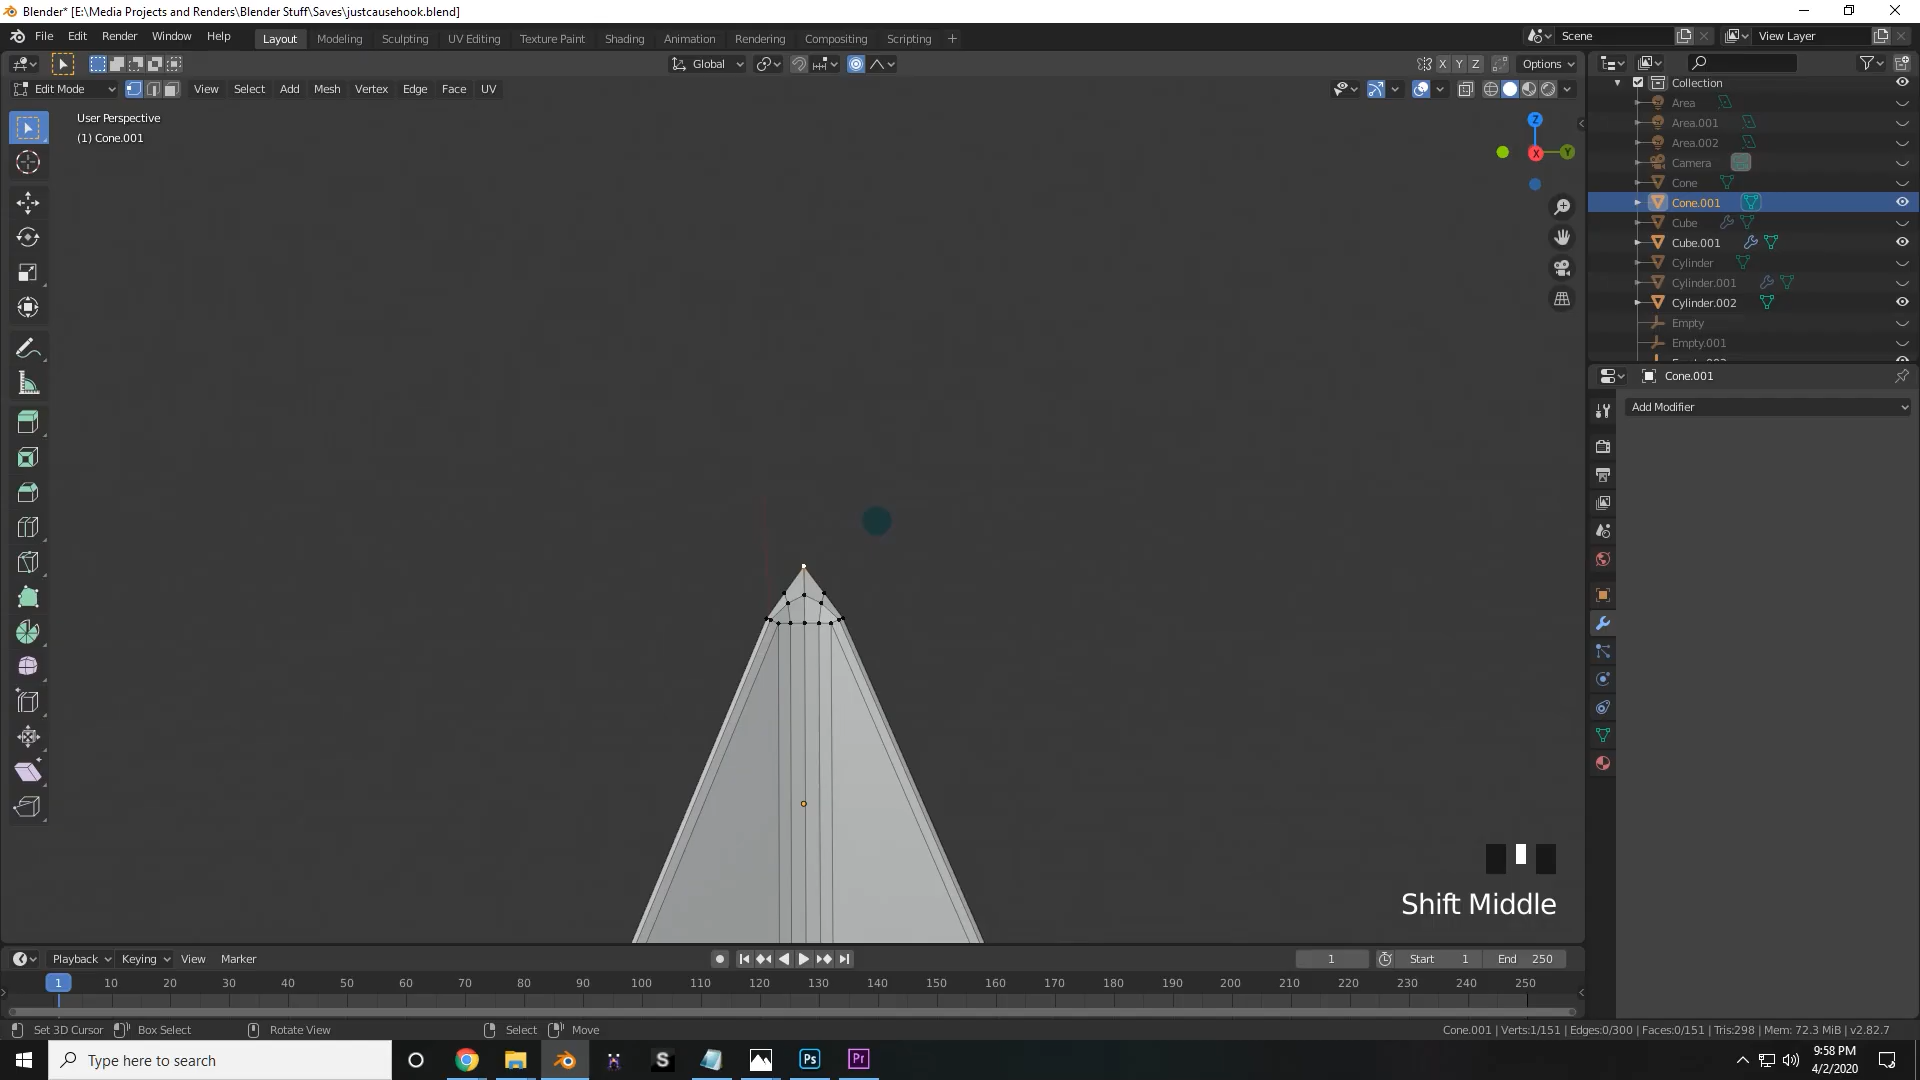 Blender* [E:\Media Projects and Renders\Blender Stuff\Saves\justcausehook.blend]
File Edit Render Window Help Layout Modeling Sculpting UV Editing Texture Paint Shading Animation Rendering Compositing Scripting + Scene View Layer
Global X Y Z Options
Edit Mode View Select Add Mesh Vertex Edge Face UV
User Perspective
(1) Cone.001
Z
X
Y
Collection
Area
Area.001
Area.002
Camera
Cone
Cone.001
Cube
Cube.001
Cylinder
Cylinder.001
Cylinder.002
Empty
Empty.001
Cone.001
Add Modifier
Shift Middle
Playback Keying View Marker 1 Start 1 End 250
1 10 20 30 40 50 60 70 80 90 100 110 120 130 140 150 160 170 180 190 200 210 220 230 240 250
Set 3D Cursor Box Select Rotate View Select Move Cone.001 | Verts:1/151 | Edges:0/300 | Faces:0/151 | Tris:298 | Mem: 72.3 MiB | v2.82.7
Type here to search
S
Ps
Pr
9:58 PM
4/2/2020